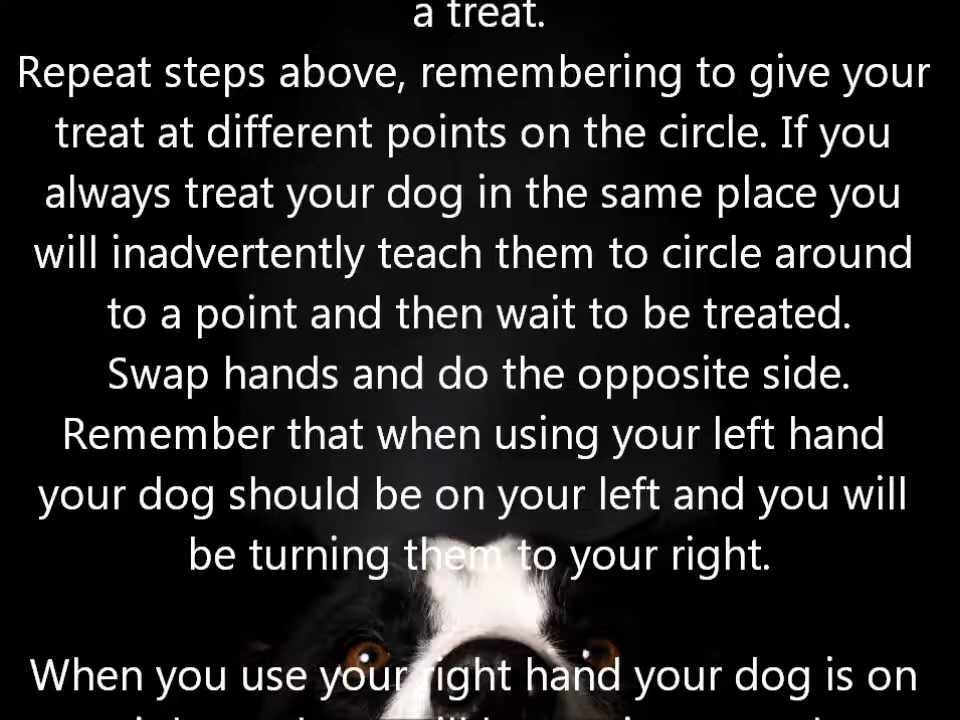 a treat.
Repeat steps above, remembering to give your
treat at different points on the circle. If you
always treat your dog in the same place you
will inadvertently teach them to circle around
to a point and then wait to be treated.
Swap hands and do the opposite side.
Remember that when using your left hand
your dog should be on your left and you will
be turning them to your right.
When you use your right hand your dog is on